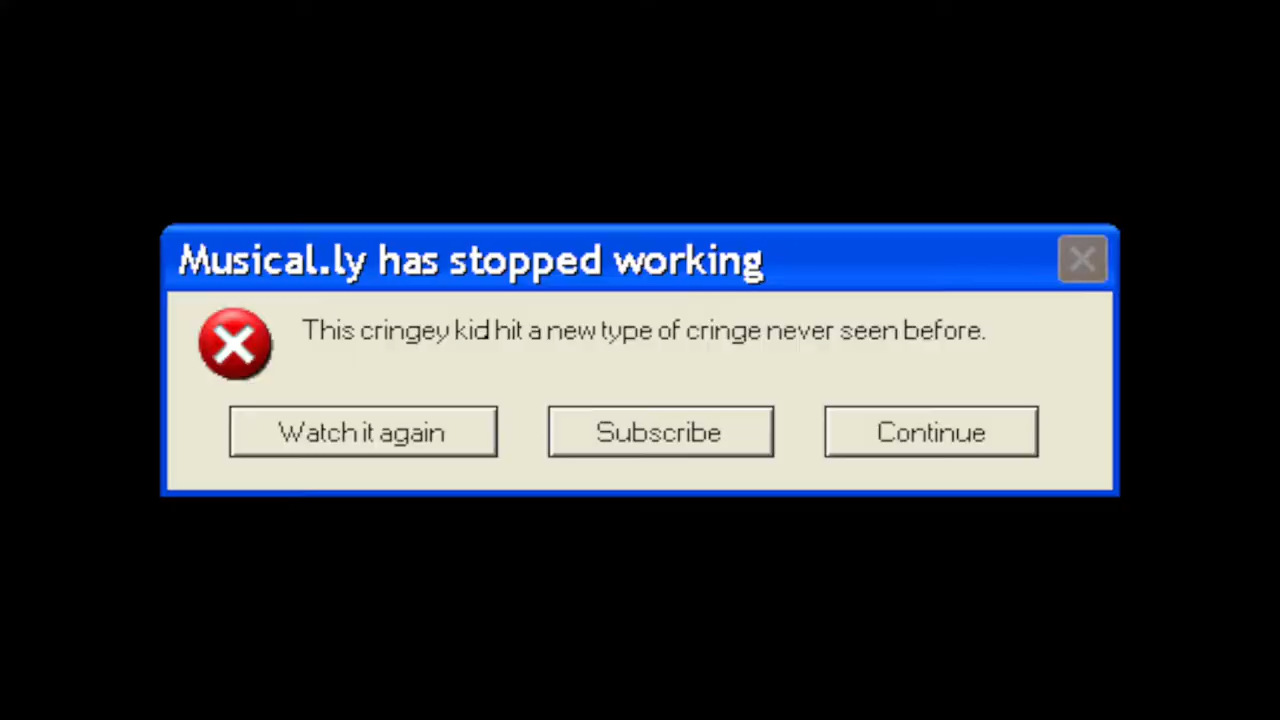 Musical.ly has stopped working
This cringey kid hit a new type of cringe never seen before.
Watch it again Subscribe Continue